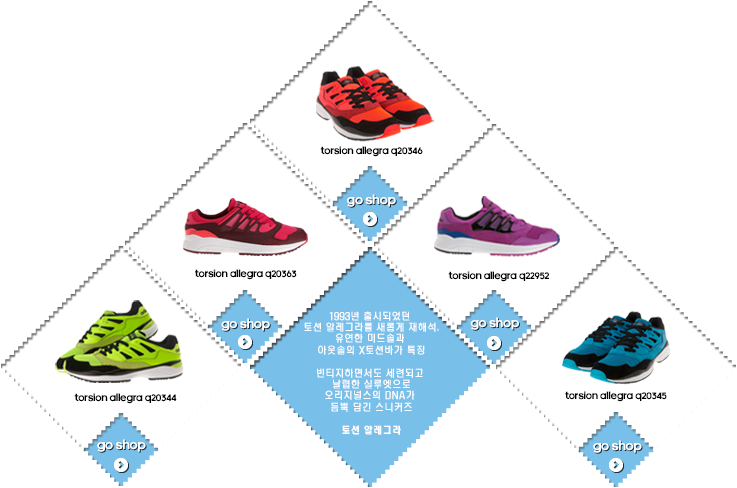 torsion allegra q20346
go shop
torsion allegra q20363
torsion allegra q22952
go shop
go shop
1993년 출시되었던
토션 알레그라를 새롭게 재해석.
유연한 미드솔과
아웃솔의 X토션바가 특징
빈티지하면서도 세련되고
날렵한 실루엣으로
오리지널스의 DNA가
듬뿍 담긴 스니커즈
토션 알레그라
torsion allegra q20344
torsion allegra q20345
go shop
go shop